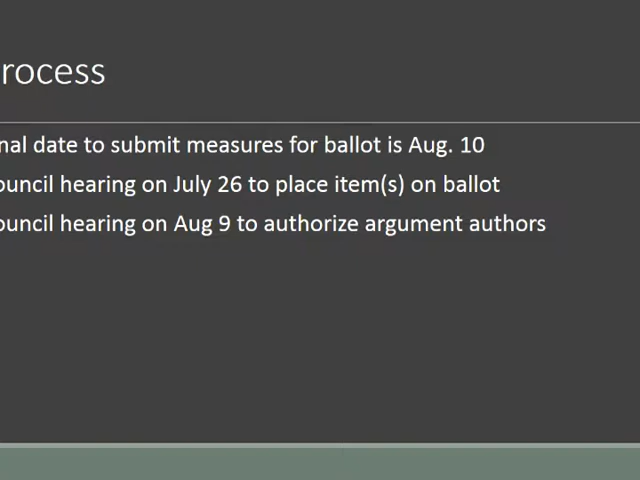 rocess
nal date to submit measures for ballot is Aug. 10
ouncil hearing on July 26 to place item(s) on ballot
ouncil hearing on Aug 9 to authorize argument authors